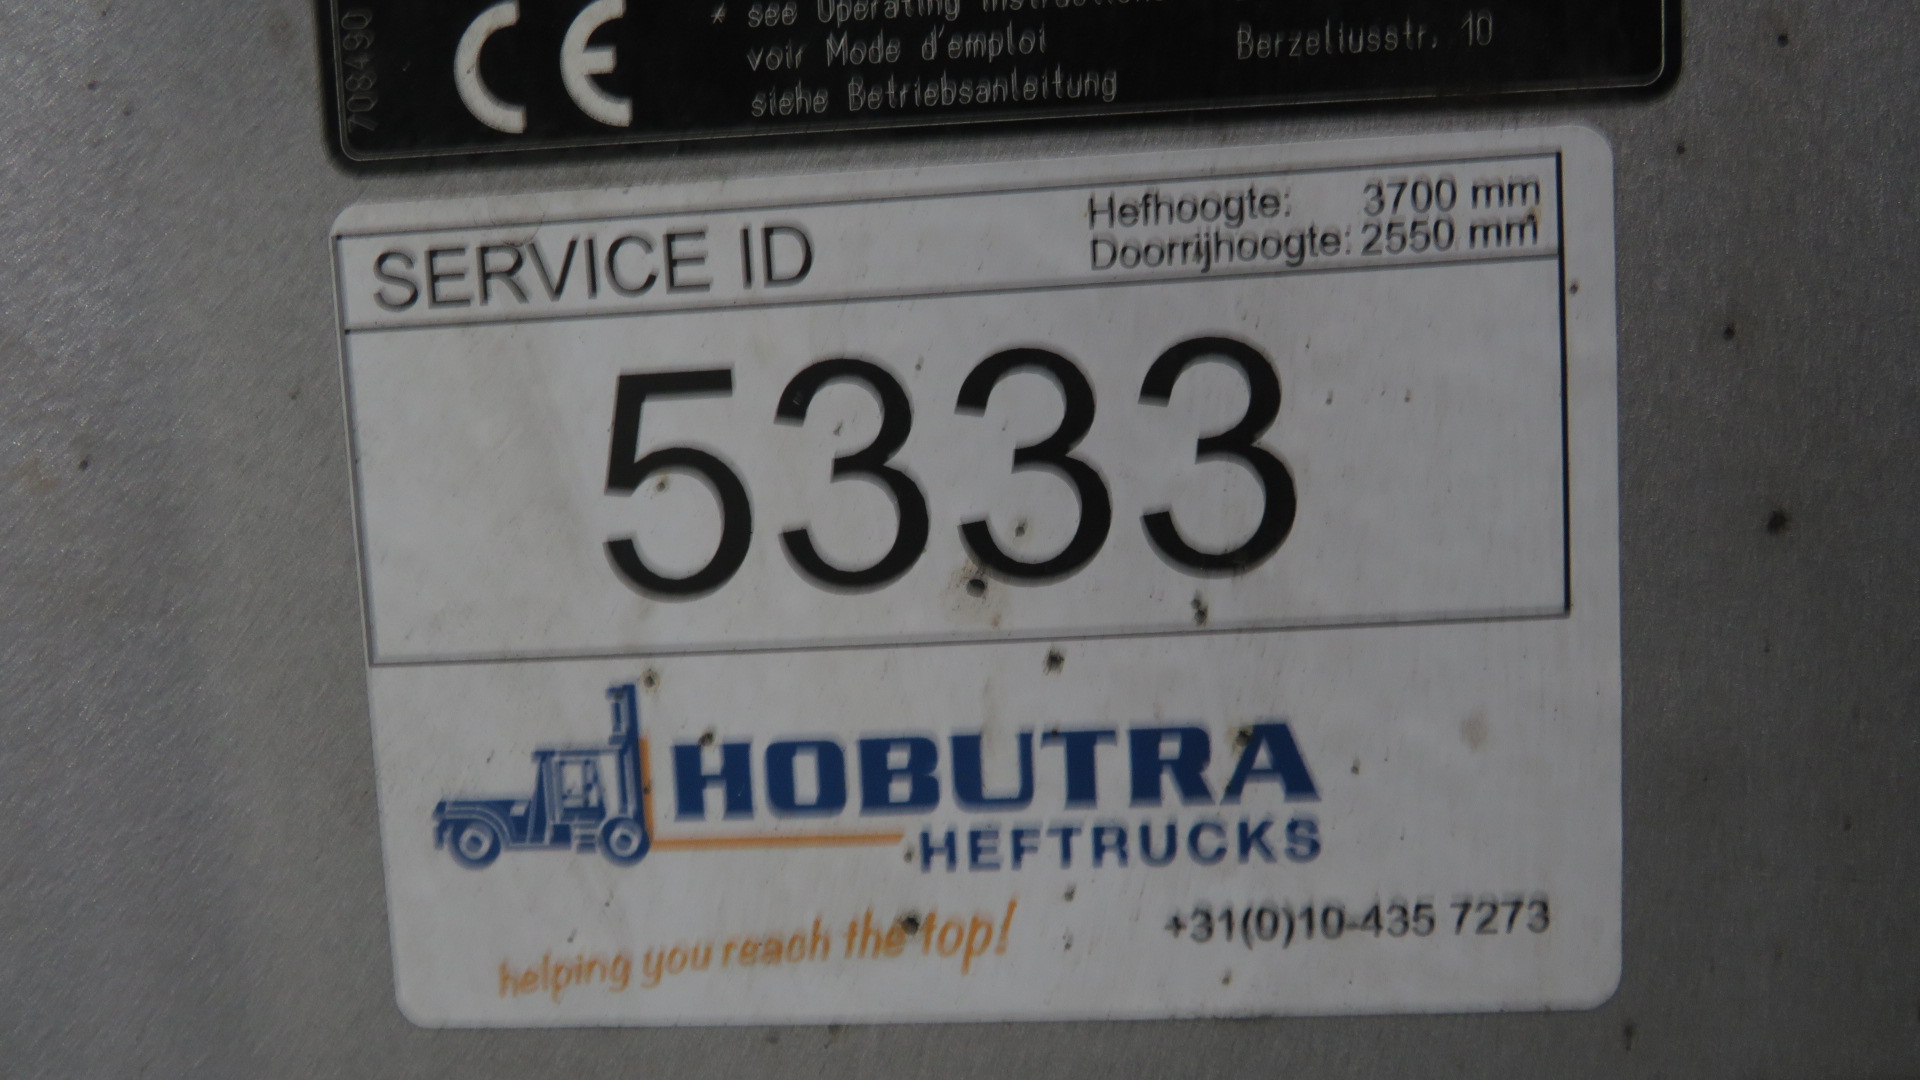 CE
* see Operating Instructions
voir Mode d'emploi
siehe Betriebsanleitung
Berzeliusstr. 10
SERVICE ID
Hefhoogte: 3700 mm
Doorrijhoogte: 2550 mm
5333
HOBUTRA
HEFTRUCKS
helping you reach the top!
+31(0)10-435 7273